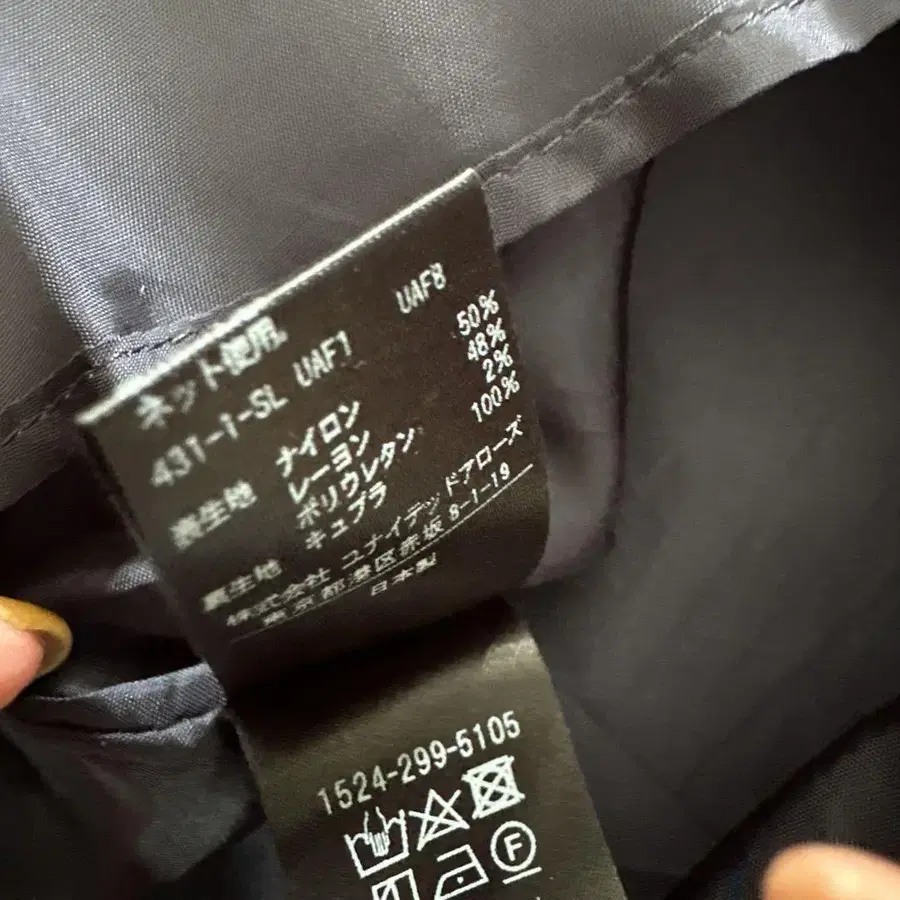 ネット使用。
431-1-SL UAF1 UAF8
表生地 ナイロン 50%
レーヨン 48%
ポリウレタン 2%
裏生地 キュプラ 100%
株式会社 ユナイテッドアローズ
東京都港区赤坂 8-1-19
日本製
1524-299-5105
F